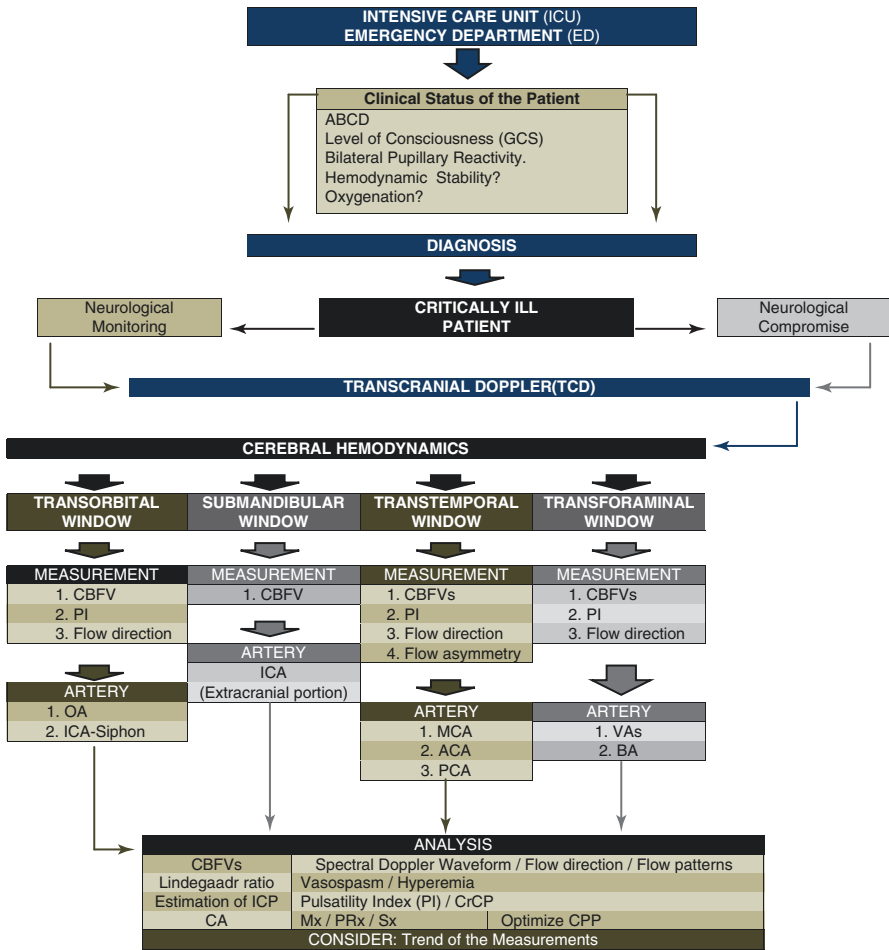 INTENSIVE CARE UNIT (ICU)
EMERGENCY DEPARTMENT (ED)
Clinical Status of the Patient
ABCD
Level of Consciousness (GCS)
Bilateral Pupillary Reactivity.
Hemodynamic Stability?
Oxygenation?
DIAGNOSIS
Neurological
Monitoring
CRITICALLY ILL
PATIENT
Neurological
Compromise
TRANSCRANIAL DOPPLER(TCD)
CEREBRAL HEMODYNAMICS
TRANSORBITAL
WINDOW
MEASUREMENT
1. CBFV
2. PI
3. Flow direction
ARTERY
1. OA
2. ICA-Siphon
SUBMANDIBULAR
WINDOW
MEASUREMENT
1. CBFV
ARTERY
ICA
(Extracranial portion)
TRANSTEMPORAL
WINDOW
MEASUREMENT
1. CBFVs
2. PI
3. Flow direction
4. Flow asymmetry
ARTERY
1. MCA
2. ACA
3. PCA
TRANSFORAMINAL
WINDOW
MEASUREMENT
1. CBFVs
2. PI
3. Flow direction
ARTERY
1. VAs
2. BA
ANALYSIS
CBFVs Spectral Doppler Waveform / Flow direction / Flow patterns
Lindegaadr ratio Vasospasm / Hyperemia
Estimation of ICP Pulsatility Index (PI) / CrCP
CA Mx / PRx / Sx Optimize CPP
CONSIDER: Trend of the Measurements